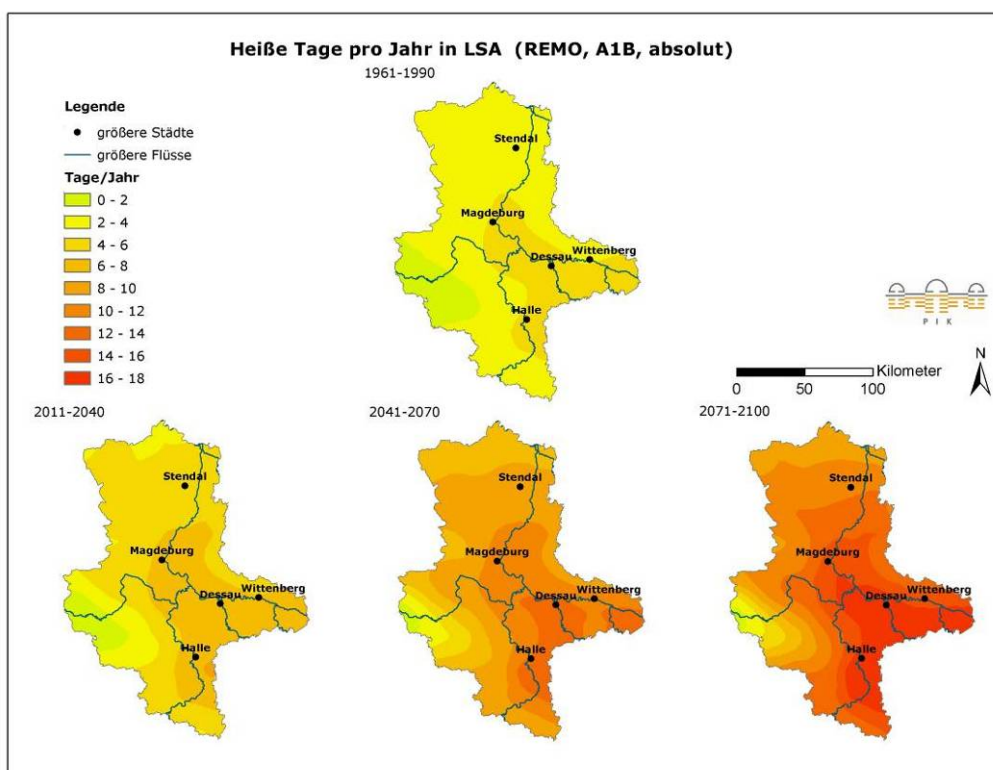 Heiße Tage pro Jahr in LSA (REMO, A1B, absolut)
1961-1990
Legende
größere Städte
größere Flüsse
Tage/Jahr
0 - 2
2 - 4
4 - 6
6 - 8
8 - 10
10 - 12
12 - 14
14 - 16
16 - 18
Stendal
Magdeburg
Dessau
Wittenberg
Halle
P I K
N
Kilometer
0 50 100
2011-2040
Stendal
Magdeburg
Dessau
Wittenberg
Halle
2041-2070
Stendal
Magdeburg
Dessau
Wittenberg
Halle
2071-2100
Stendal
Magdeburg
Dessau
Wittenberg
Halle